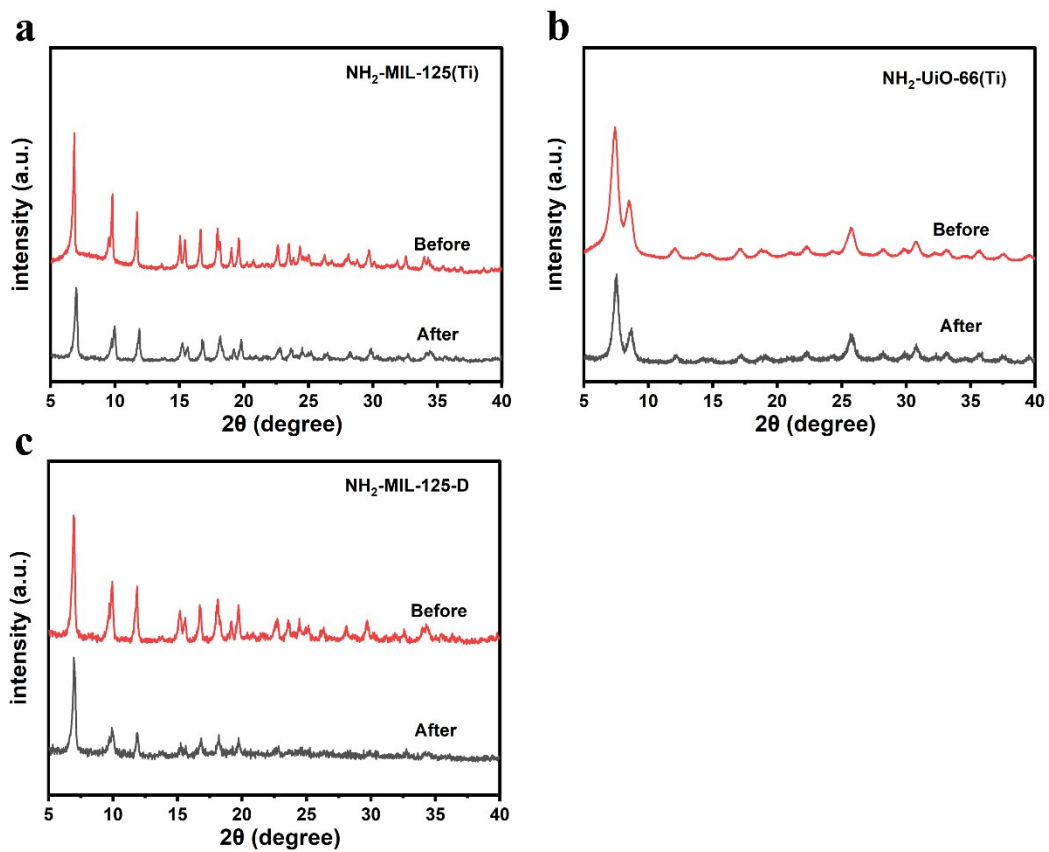 a
NH₂-MIL-125(Ti)
Before
After
intensity (a.u.)
5 10 15 20 25 30 35 40
2θ (degree)
b
NH₂-UiO-66(Ti)
Before
After
intensity (a.u.)
5 10 15 20 25 30 35 40
2θ (degree)
c
NH₂-MIL-125-D
Before
After
intensity (a.u.)
5 10 15 20 25 30 35 40
2θ (degree)